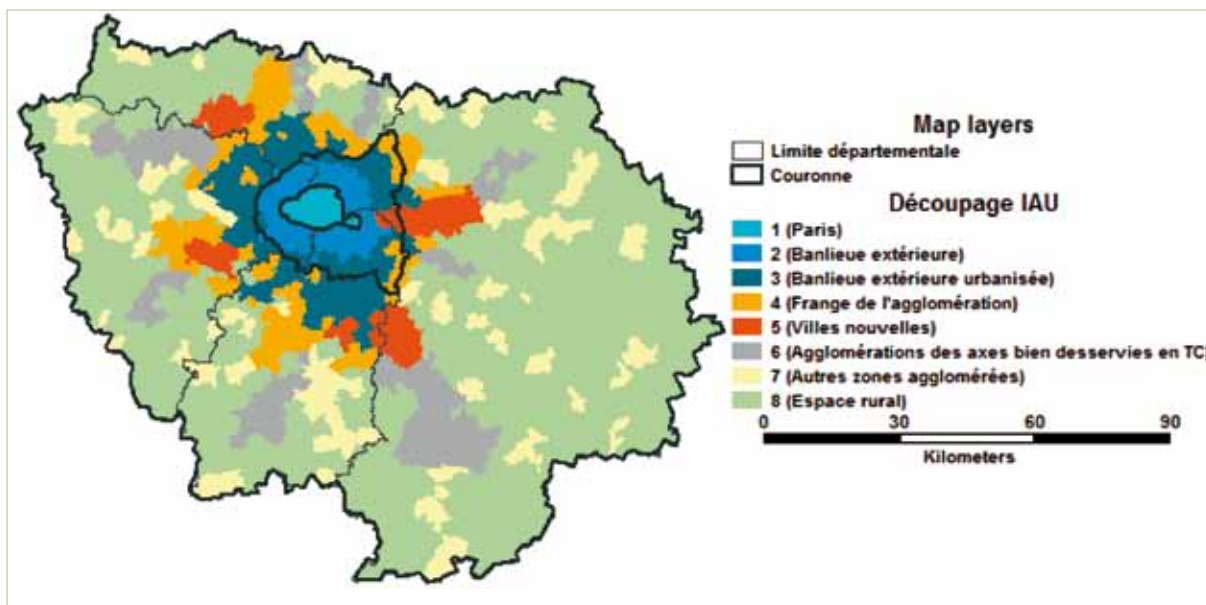 Map layers
Limite départementale
Couronne
Découpage IAU
1 (Paris)
2 (Banlieue extérieure)
3 (Banlieue extérieure urbanisée)
4 (Frange de l'agglomération)
5 (Villes nouvelles)
6 (Agglomérations des axes bien desservies en TC)
7 (Autres zones agglomérées)
8 (Espace rural)
0 30 60 90
Kilometers